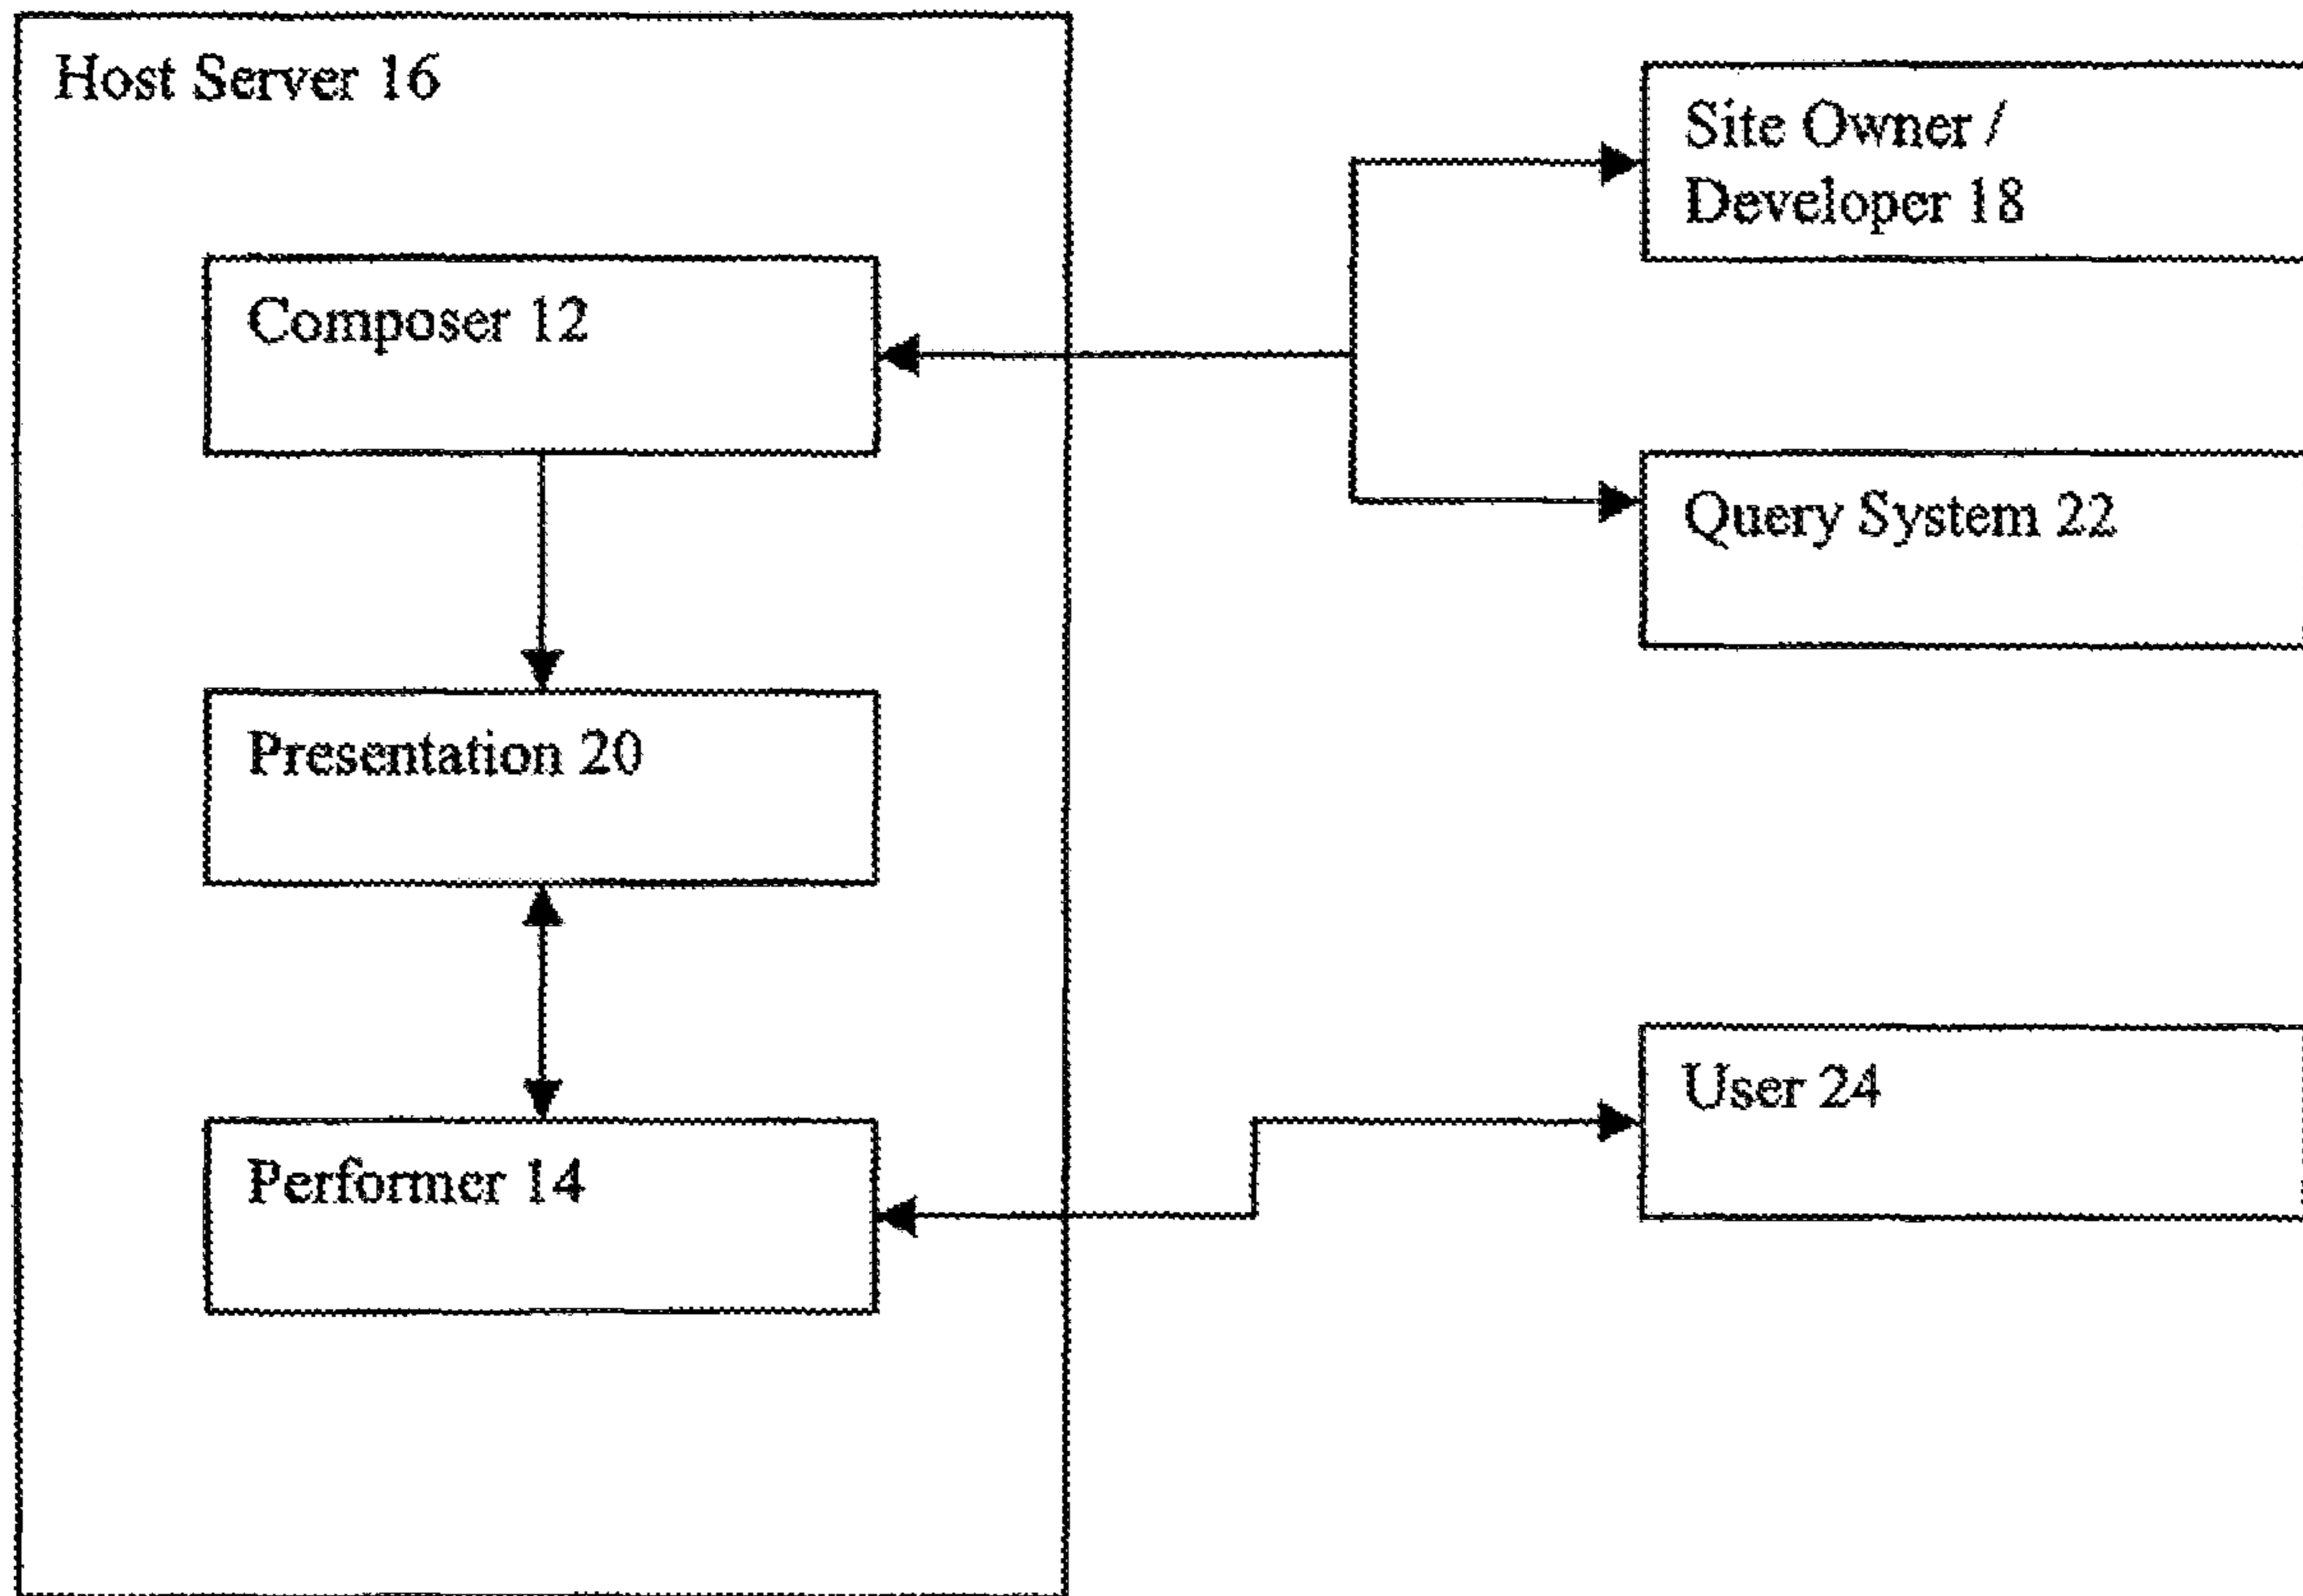 Host Server 16
Site Owner /
Developer 18
Composer 12
Query System 22
Presentation 20
User 24
Performer 14